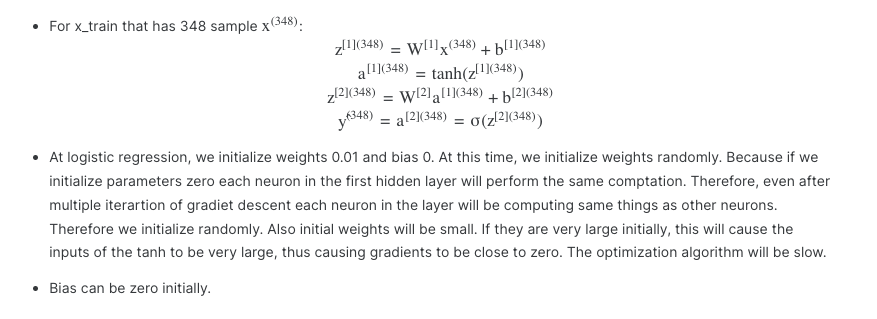 • For x_train that has 348 sample x^(348):
z^[1](348) = W^[1]x^(348) + b^[1](348)
a^[1](348) = tanh(z^[1](348))
z^[2](348) = W^[2]a^[1](348) + b^[2](348)
ŷ^(348) = a^[2](348) = σ(z^[2](348))
• At logistic regression, we initialize weights 0.01 and bias 0. At this time, we initialize weights randomly. Because if we
initialize parameters zero each neuron in the first hidden layer will perform the same comptation. Therefore, even after
multiple iterartion of gradiet descent each neuron in the layer will be computing same things as other neurons.
Therefore we initialize randomly. Also initial weights will be small. If they are very large initially, this will cause the
inputs of the tanh to be very large, thus causing gradients to be close to zero. The optimization algorithm will be slow.
• Bias can be zero initially.